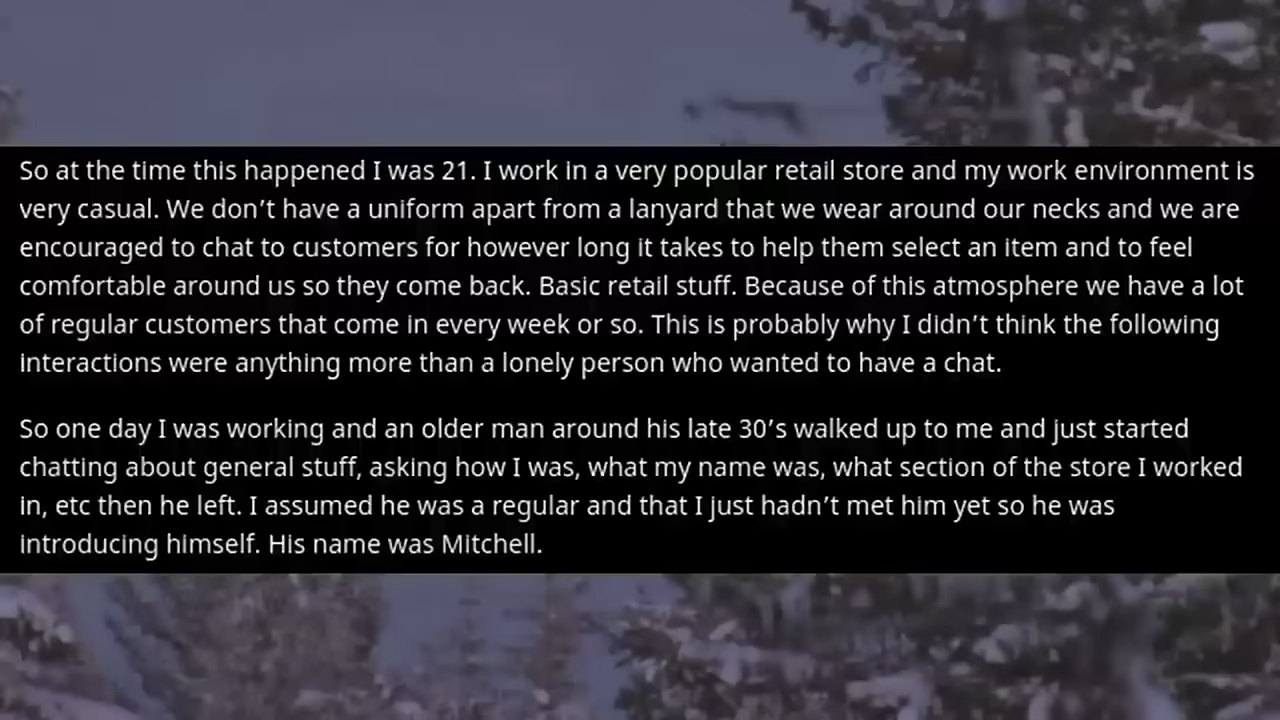 So at the time this happened I was 21. I work in a very popular retail store and my work environment is
very casual. We don’t have a uniform apart from a lanyard that we wear around our necks and we are
encouraged to chat to customers for however long it takes to help them select an item and to feel
comfortable around us so they come back. Basic retail stuff. Because of this atmosphere we have a lot
of regular customers that come in every week or so. This is probably why I didn’t think the following
interactions were anything more than a lonely person who wanted to have a chat.
So one day I was working and an older man around his late 30’s walked up to me and just started
chatting about general stuff, asking how I was, what my name was, what section of the store I worked
in, etc then he left. I assumed he was a regular and that I just hadn’t met him yet so he was
introducing himself. His name was Mitchell.